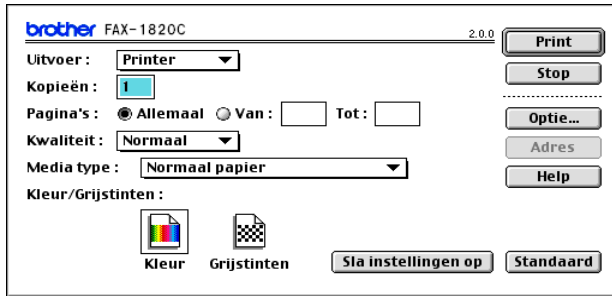 brother FAX-1820C 2.0.0
Print
Uitvoer : Printer
Stop
Kopieën : 1
Pagina's : Allemaal Van : Tot :
Optie...
Kwaliteit : Normaal
Adres
Media type : Normaal papier
Help
Kleur/Grijstinten :
Kleur Grijstinten
Sla instellingen op Standaard